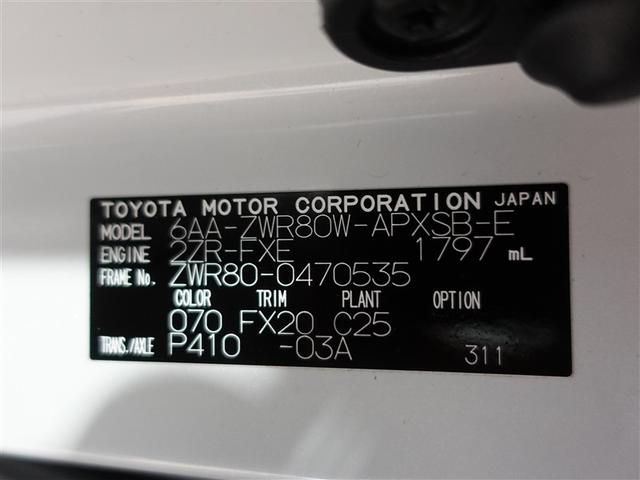 TOYOTA MOTOR CORPORATION JAPAN
MODEL 6AA-ZWR80W-APXSB-E
ENGINE 2ZR-FXE 1797 mL
FRAME No. ZWR80-0470535
COLOR TRIM PLANT OPTION
070 FX20 C25
TRANS./AXLE P410 -03A 311